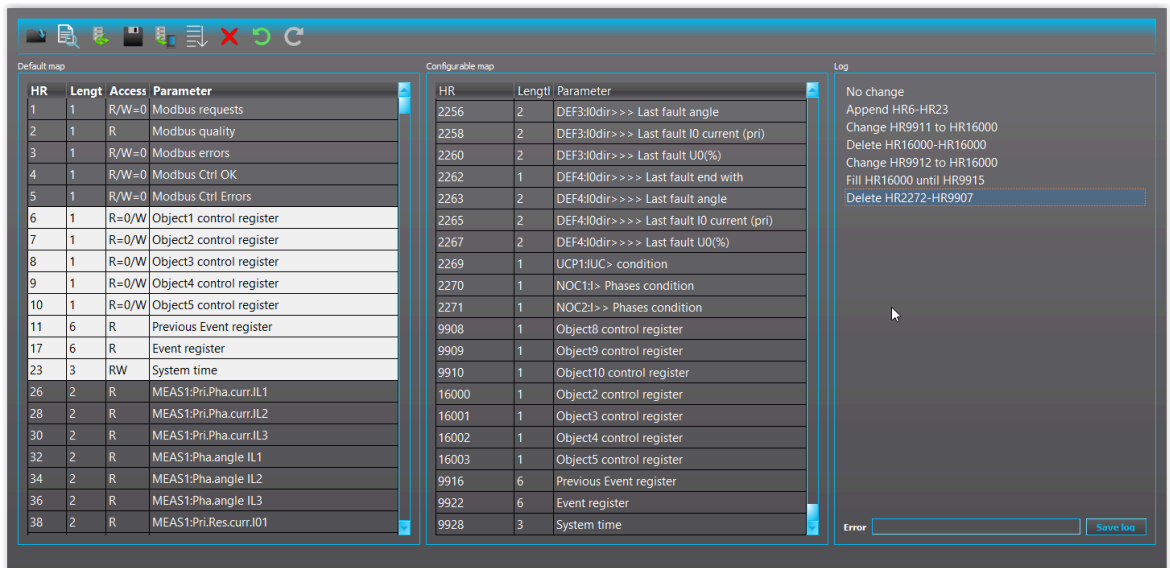 Default map
HR Lengt Access Parameter
1 1 R/W=0 Modbus requests
2 1 R Modbus quality
3 1 R/W=0 Modbus errors
4 1 R/W=0 Modbus Ctrl OK
5 1 R/W=0 Modbus Ctrl Errors
6 1 R=0/W Object1 control register
7 1 R=0/W Object2 control register
8 1 R=0/W Object3 control register
9 1 R=0/W Object4 control register
10 1 R=0/W Object5 control register
11 6 R Previous Event register
17 6 R Event register
23 3 RW System time
26 2 R MEAS1:Pri.Pha.curr.IL1
28 2 R MEAS1:Pri.Pha.curr.IL2
30 2 R MEAS1:Pri.Pha.curr.IL3
32 2 R MEAS1:Pha.angle IL1
34 2 R MEAS1:Pha.angle IL2
36 2 R MEAS1:Pha.angle IL3
38 2 R MEAS1:Pri.Res.curr.I01
Configurable map
HR Lengtl Parameter
2256 2 DEF3:I0dir>>> Last fault angle
2258 2 DEF3:I0dir>>> Last fault I0 current (pri)
2260 2 DEF3:I0dir>>> Last fault U0(%)
2262 1 DEF4:I0dir>>>> Last fault end with
2263 2 DEF4:I0dir>>>> Last fault angle
2265 2 DEF4:I0dir>>>> Last fault I0 current (pri)
2267 2 DEF4:I0dir>>>> Last fault U0(%)
2269 1 UCP1:IUC> condition
2270 1 NOC1:I> Phases condition
2271 1 NOC2:I>> Phases condition
9908 1 Object8 control register
9909 1 Object9 control register
9910 1 Object10 control register
16000 1 Object2 control register
16001 1 Object3 control register
16002 1 Object4 control register
16003 1 Object5 control register
9916 6 Previous Event register
9922 6 Event register
9928 3 System time
Log
No change
Append HR6-HR23
Change HR9911 to HR16000
Delete HR16000-HR16000
Change HR9912 to HR16000
Fill HR16000 until HR9915
Delete HR2272-HR9907
Error
Save log